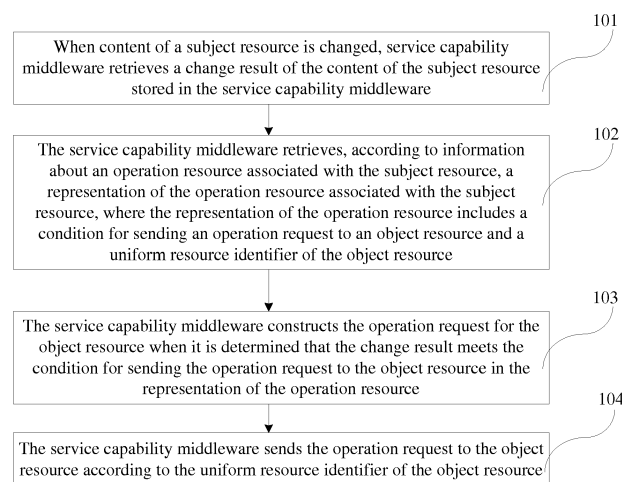 101
When content of a subject resource is changed, service capability
middleware retrieves a change result of the content of the subject resource
stored in the service capability middleware
102
The service capability middleware retrieves, according to information
about an operation resource associated with the subject resource, a
representation of the operation resource associated with the subject
resource, where the representation of the operation resource includes a
condition for sending an operation request to an object resource and a
uniform resource identifier of the object resource
103
The service capability middleware constructs the operation request for the
object resource when it is determined that the change result meets the
condition for sending the operation request to the object resource in the
representation of the operation resource
104
The service capability middleware sends the operation request to the object
resource according to the uniform resource identifier of the object resource